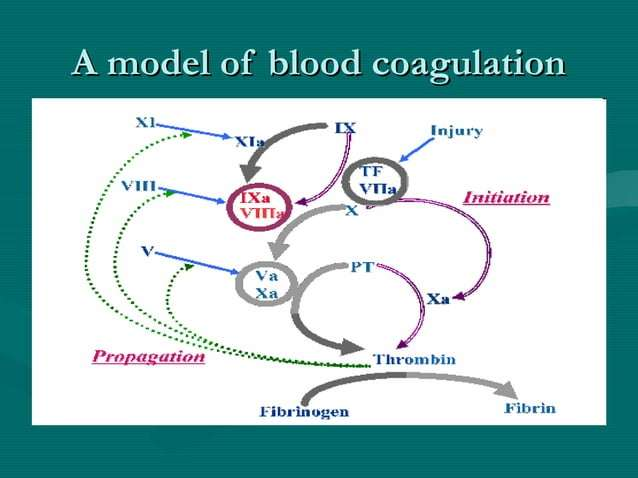 A model of blood coagulation
XI
XIa
IX
Injury
TF
VIIa
VIII
IXa
VIIIa
X
Initiation
V
Va
Xa
PT
Xa
Propagation
Thrombin
Fibrinogen
Fibrin